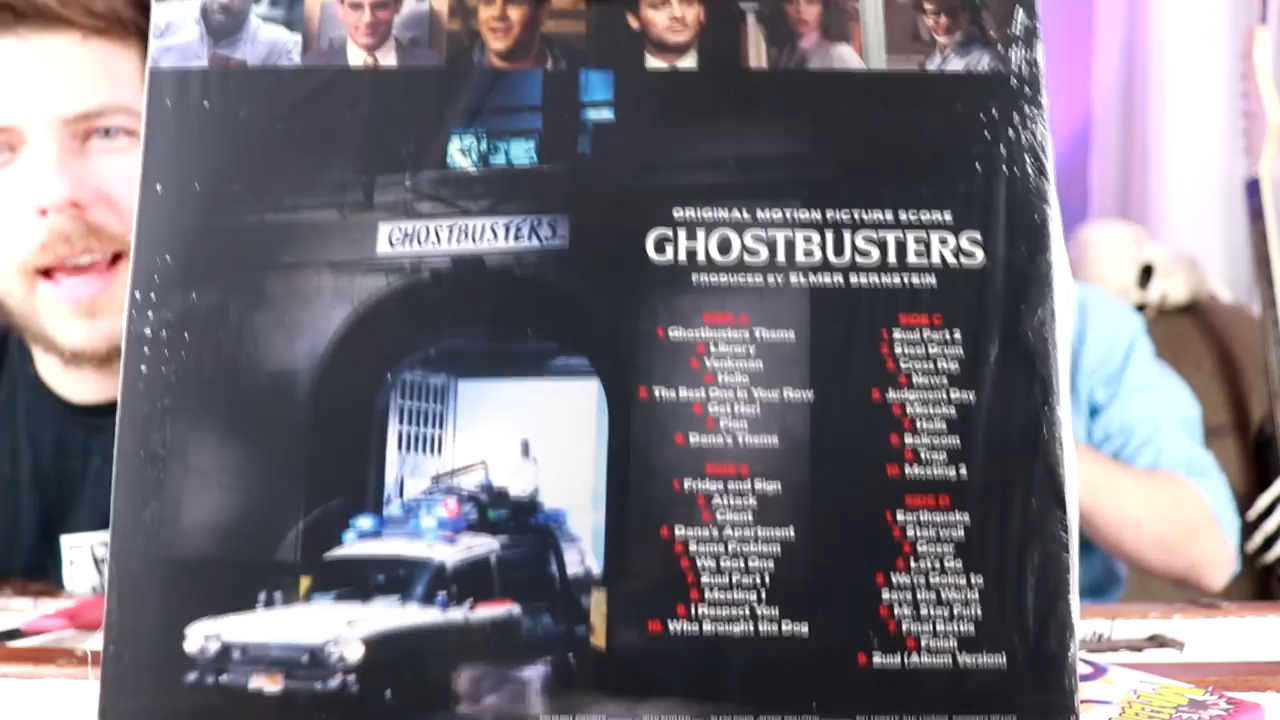 GHOSTBUSTERS
ORIGINAL MOTION PICTURE SCORE
GHOSTBUSTERS
PRODUCED BY ELMER BERNSTEIN
SIDE A
1. Ghostbusters Theme
2. Library
3. Venkman
4. Hello
5. The Best One in Your Row
6. Get Her!
7. Plan
8. Dana's Theme
SIDE B
1. Fridge and Sign
2. Attack
3. Client
4. Dana's Apartment
5. Some Problem
6. We Got One
7. Zuul Part 1
8. Meeting 1
9. I Respect You
10. Who Brought the Dog
SIDE C
1. Zuul Part 2
2. Steel Drum
3. Cross Rip
4. News
5. Judgment Day
6. Mistake
7. Halls
8. Ballroom
9. Trap
10. Meeting 2
SIDE D
1. Earthquake
2. Stairwell
3. Gozer
4. Let's Go
5. We're Going to
Save the World
6. Mr. Stay Puft
7. Final Battle
8. Finish
9. Zuul (Album Version)